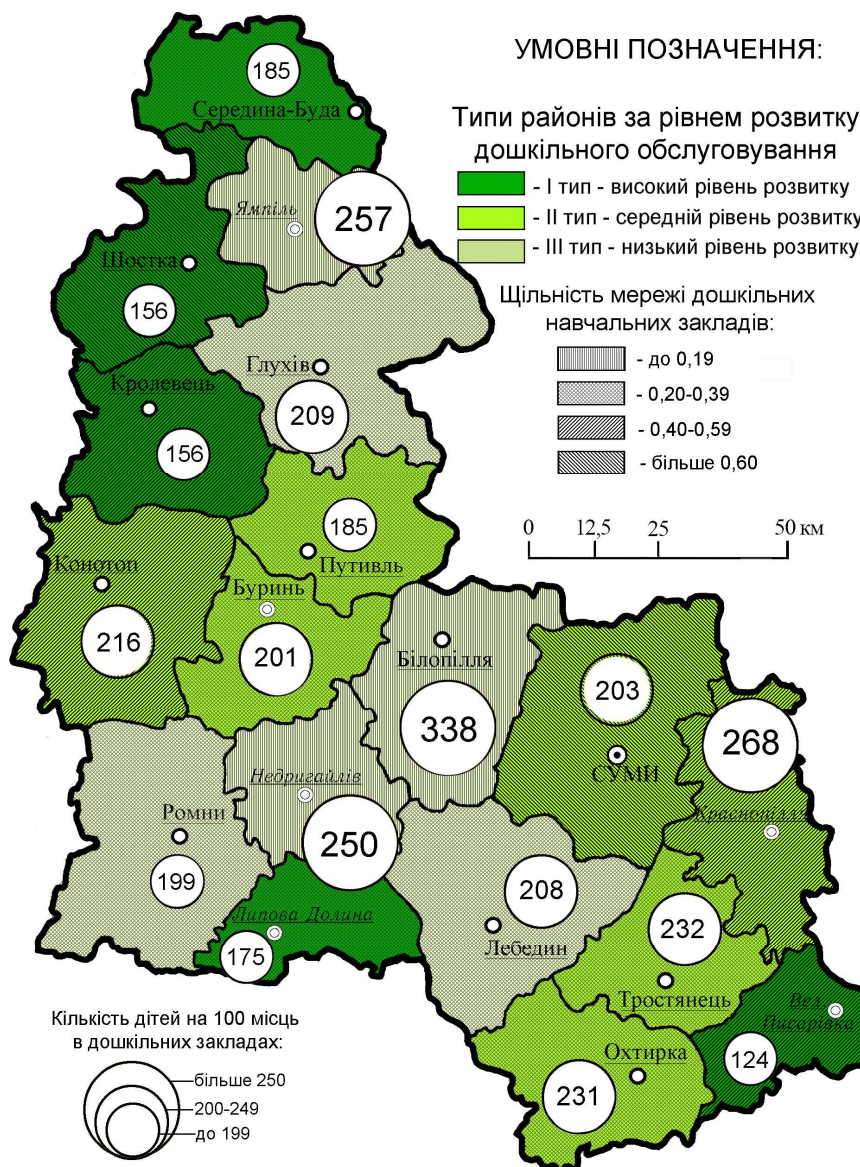 УМОВНІ ПОЗНАЧЕННЯ:
Типи районів за рівнем розвитку
дошкільного обслуговування
- І тип - високий рівень розвитку
- ІІ тип - середній рівень розвитку
- ІІІ тип - низький рівень розвитку
Щільність мережі дошкільних
навчальних закладів:
- до 0,19
- 0,20-0,39
- 0,40-0,59
- більше 0,60
0 12,5 25 50 км
185
Середина-Буда
Ямпіль
257
Шостка
156
Глухів
209
Кролевець
156
185
Путивль
Конотоп
216
Буринь
201
Білопілля
338
203
СУМИ
268
Краснопілля
Недригайлів
250
Ромни
199
Липова Долина
175
208
Лебедин
232
Тростянець
Вел.
Писарівка
124
Охтирка
231
Кількість дітей на 100 місць
в дошкільних закладах:
більше 250
200-249
до 199